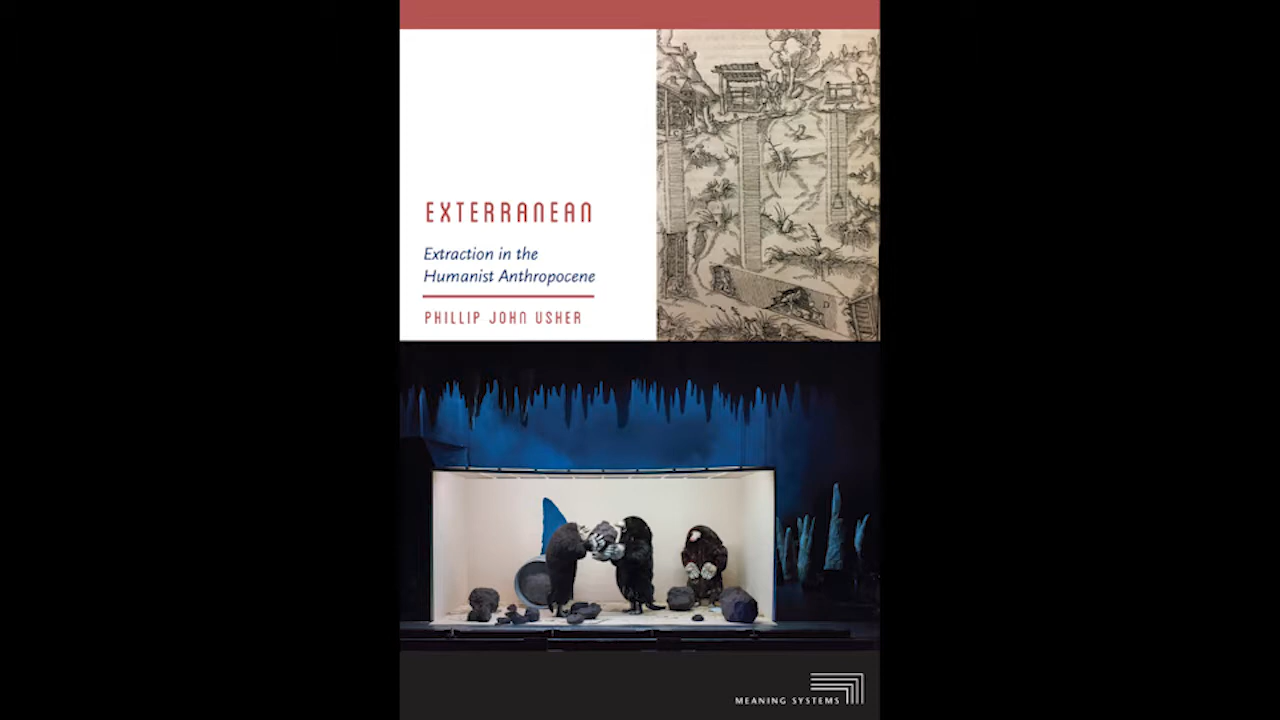 EXTERRANEAN
Extraction in the
Humanist Anthropocene
PHILLIP JOHN USHER
D
MEANING SYSTEMS